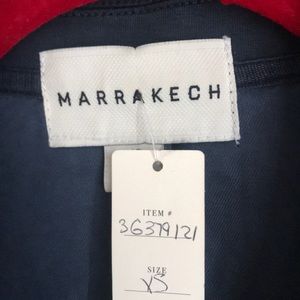 MARRAKECH
ITEM #
36379121
SIZE
XS